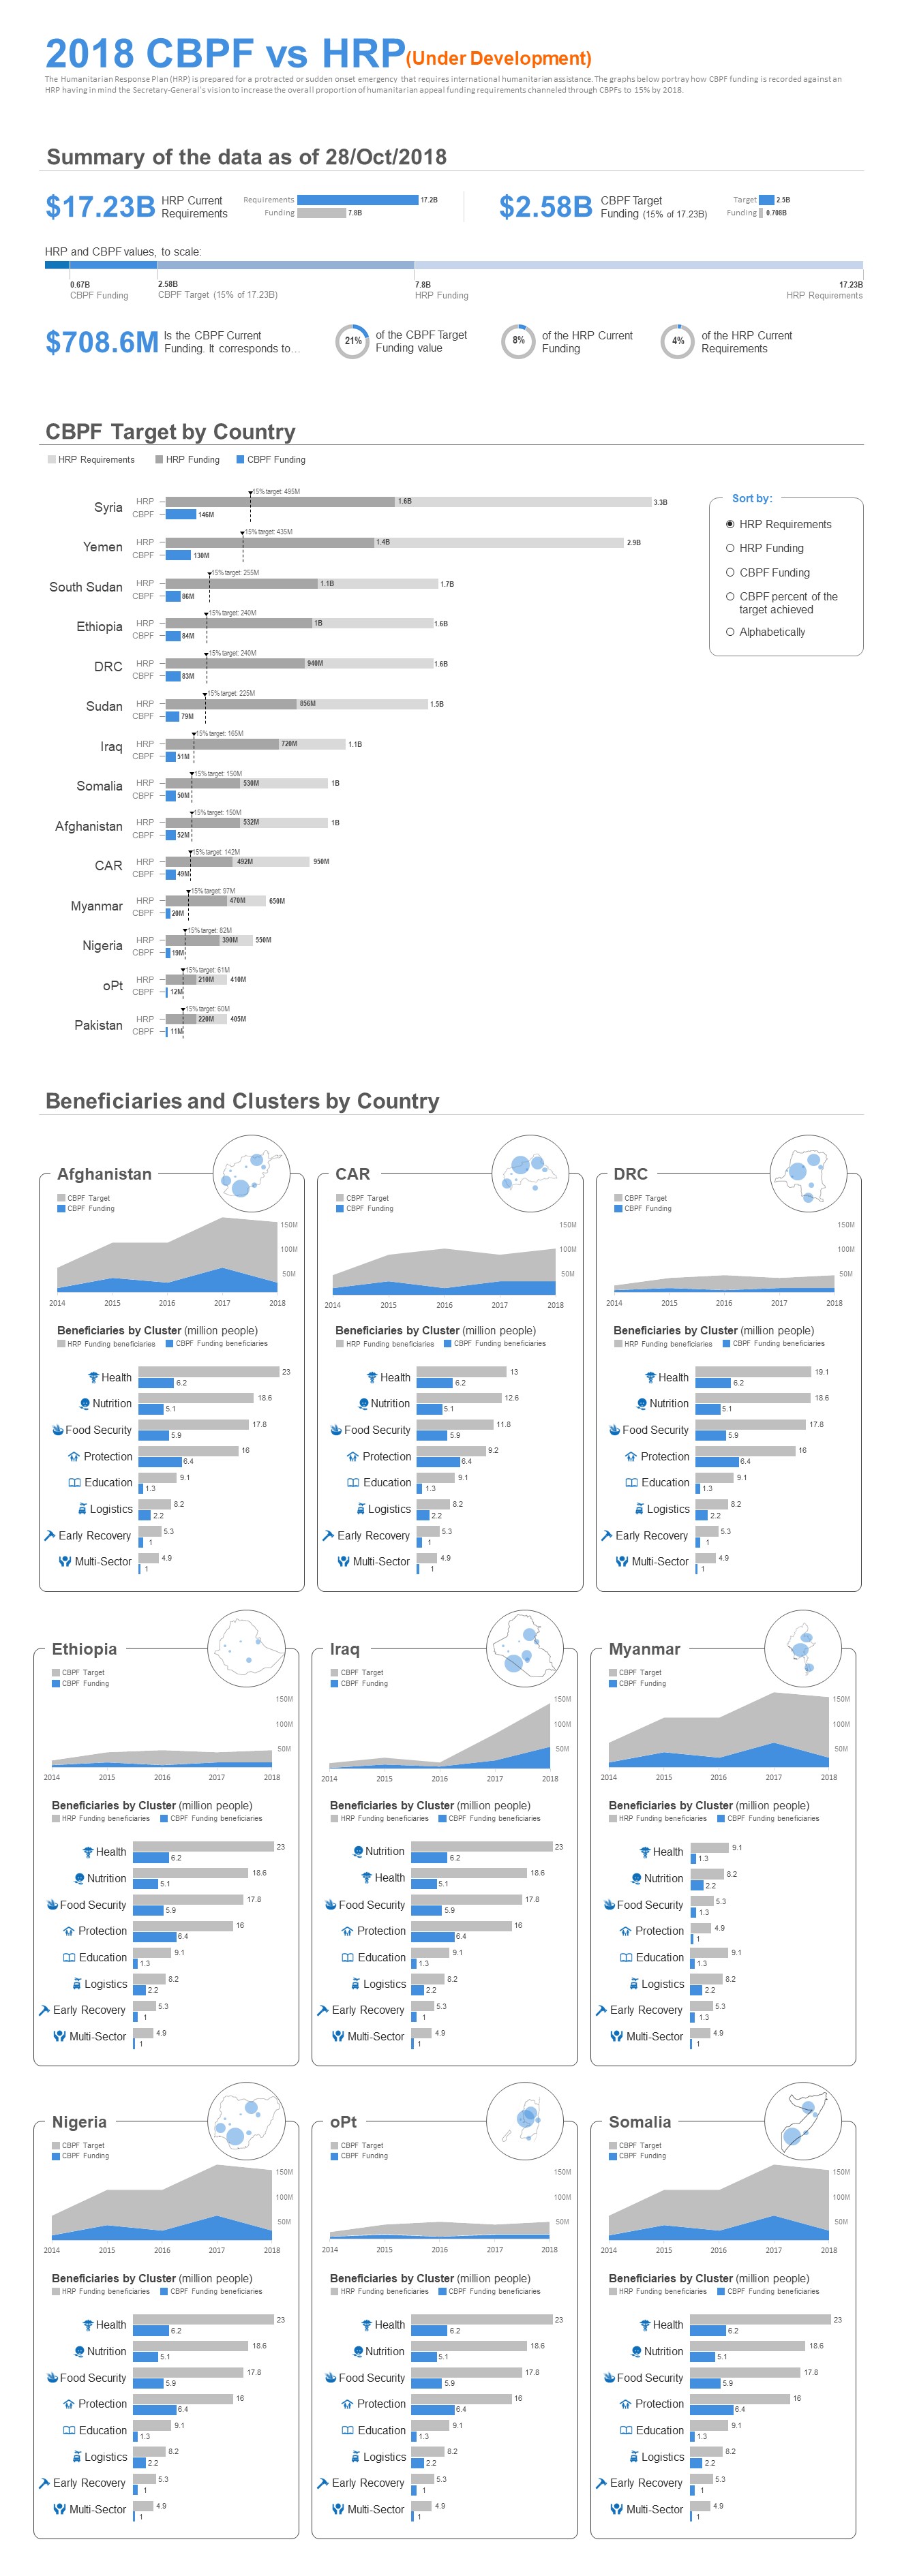 2018 CBPF vs HRP(Under Development)
The Humanitarian Response Plan (HRP) is prepared for a protracted or sudden onset emergency that requires international humanitarian assistance. The graphs below portray how CBPF funding is recorded against an
HRP having in mind the Secretary-General's vision to increase the overall proportion of humanitarian appeal funding requirements channeled through CBPFs to 15% by 2018.
Summary of the data as of 28/Oct/2018
$17.23B HRP Current Requirements
Requirements 17.2B
Funding 7.8B
$2.58B CBPF Target Funding (15% of 17.23B)
Target 2.5B
Funding 0.708B
HRP and CBPF values, to scale:
0.67B 2.58B 7.8B 17.23B
CBPF Funding CBPF Target (15% of 17.23B) HRP Funding HRP Requirements
$708.6M Is the CBPF Current Funding. It corresponds to...
21% of the CBPF Target Funding value
8% of the HRP Current Funding
4% of the HRP Current Requirements
CBPF Target by Country
HRP Requirements HRP Funding CBPF Funding
15% target: 495M
Syria HRP 1.6B 3.3B
CBPF 146M
15% target: 435M
Yemen HRP 1.4B 2.9B
CBPF 130M
15% target: 255M
South Sudan HRP 1.1B 1.7B
CBPF 86M
15% target: 240M
Ethiopia HRP 1B 1.6B
CBPF 84M
15% target: 240M
DRC HRP 940M 1.6B
CBPF 83M
15% target: 225M
Sudan HRP 856M 1.5B
CBPF 79M
15% target: 165M
Iraq HRP 720M 1.1B
CBPF 51M
15% target: 150M
Somalia HRP 530M 1B
CBPF 50M
15% target: 150M
Afghanistan HRP 532M 1B
CBPF 52M
15% target: 142M
CAR HRP 492M 950M
CBPF 49M
15% target: 97M
Myanmar HRP 470M 650M
CBPF 20M
15% target: 82M
Nigeria HRP 390M 550M
CBPF 19M
15% target: 61M
oPt HRP 210M 410M
CBPF 12M
15% target: 60M
Pakistan HRP 220M 405M
CBPF 11M
Sort by:
HRP Requirements
HRP Funding
CBPF Funding
CBPF percent of the
target achieved
Alphabetically
Beneficiaries and Clusters by Country
Afghanistan
CBPF Target
CBPF Funding
150M
100M
50M
2014 2015 2016 2017 2018
Beneficiaries by Cluster (million people)
HRP Funding beneficiaries CBPF Funding beneficiaries
Health 23 6.2
Nutrition 18.6 5.1
Food Security 17.8 5.9
Protection 16 6.4
Education 9.1 1.3
Logistics 8.2 2.2
Early Recovery 5.3 1
Multi-Sector 4.9 1
CAR
CBPF Target
CBPF Funding
150M
100M
50M
2014 2015 2016 2017 2018
Beneficiaries by Cluster (million people)
HRP Funding beneficiaries CBPF Funding beneficiaries
Health 13 6.2
Nutrition 12.6 5.1
Food Security 11.8 5.9
Protection 9.2 6.4
Education 9.1 1.3
Logistics 8.2 2.2
Early Recovery 5.3 1
Multi-Sector 4.9 1
DRC
CBPF Target
CBPF Funding
150M
100M
50M
2014 2015 2016 2017 2018
Beneficiaries by Cluster (million people)
HRP Funding beneficiaries CBPF Funding beneficiaries
Health 19.1 6.2
Nutrition 18.6 5.1
Food Security 17.8 5.9
Protection 16 6.4
Education 9.1 1.3
Logistics 8.2 2.2
Early Recovery 5.3 1
Multi-Sector 4.9 1
Ethiopia
CBPF Target
CBPF Funding
150M
100M
50M
2014 2015 2016 2017 2018
Beneficiaries by Cluster (million people)
HRP Funding beneficiaries CBPF Funding beneficiaries
Health 23 6.2
Nutrition 18.6 5.1
Food Security 17.8 5.9
Protection 16 6.4
Education 9.1 1.3
Logistics 8.2 2.2
Early Recovery 5.3 1
Multi-Sector 4.9 1
Iraq
CBPF Target
CBPF Funding
150M
100M
50M
2014 2015 2016 2017 2018
Beneficiaries by Cluster (million people)
HRP Funding beneficiaries CBPF Funding beneficiaries
Nutrition 23 6.2
Health 18.6 5.1
Food Security 17.8 5.9
Protection 16 6.4
Education 9.1 1.3
Logistics 8.2 2.2
Early Recovery 5.3 1
Multi-Sector 4.9 1
Myanmar
CBPF Target
CBPF Funding
150M
100M
50M
2014 2015 2016 2017 2018
Beneficiaries by Cluster (million people)
HRP Funding beneficiaries CBPF Funding beneficiaries
Health 9.1 1.3
Nutrition 8.2 2.2
Food Security 5.3 1.3
Protection 4.9 1
Education 9.1 1.3
Logistics 8.2 2.2
Early Recovery 5.3 1.3
Multi-Sector 4.9 1
Nigeria
CBPF Target
CBPF Funding
150M
100M
50M
2014 2015 2016 2017 2018
Beneficiaries by Cluster (million people)
HRP Funding beneficiaries CBPF Funding beneficiaries
Health 23 6.2
Nutrition 18.6 5.1
Food Security 17.8 5.9
Protection 16 6.4
Education 9.1 1.3
Logistics 8.2 2.2
Early Recovery 5.3 1
Multi-Sector 4.9 1
oPt
CBPF Target
CBPF Funding
150M
100M
50M
2014 2015 2016 2017 2018
Beneficiaries by Cluster (million people)
HRP Funding beneficiaries CBPF Funding beneficiaries
Health 23 6.2
Nutrition 18.6 5.1
Food Security 17.8 5.9
Protection 16 6.4
Education 9.1 1.3
Logistics 8.2 2.2
Early Recovery 5.3 1
Multi-Sector 4.9 1
Somalia
CBPF Target
CBPF Funding
150M
100M
50M
2014 2015 2016 2017 2018
Beneficiaries by Cluster (million people)
HRP Funding beneficiaries CBPF Funding beneficiaries
Health 23 6.2
Nutrition 18.6 5.1
Food Security 17.8 5.9
Protection 16 6.4
Education 9.1 1.3
Logistics 8.2 2.2
Early Recovery 5.3 1
Multi-Sector 4.9 1